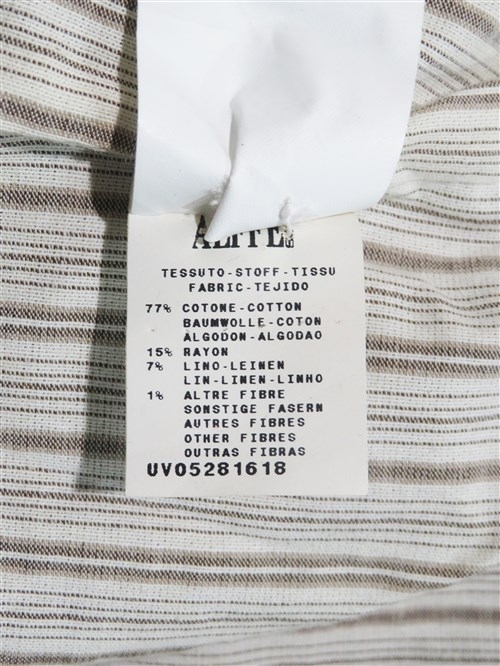 TESSUTO-STOFF-TISSU
FABRIC-TEJIDO
77% COTONE-COTTON
BAUMWOLLE-COTON
ALGODON-ALGODAO
15% RAYON
7% LINO-LEINEN
LIN-LINEN-LINHO
1% ALTRE FIBRE
SONSTIGE FASERN
AUTRES FIBRES
OTHER FIBRES
OUTRAS FIBRAS
UV05281618